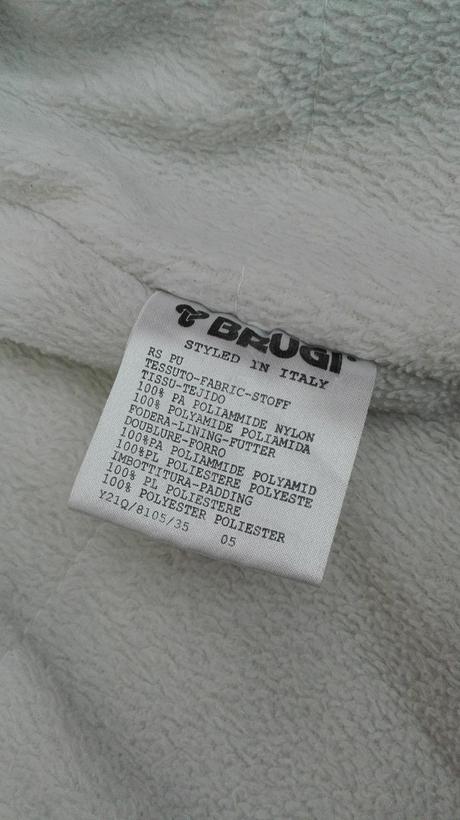 BRUGI
STYLED IN ITALY
RS PU
TESSUTO-FABRIC-STOFF
TISSU-TEJIDO
100% PA POLIAMMIDE NYLON
100% POLYAMIDE POLIAMIDA
FODERA-LINING-FUTTER
DOUBLURE-FORRO
100%PA POLIAMMIDE POLYAMID
100%PL POLIESTERE POLYESTE
IMBOTTITURA-PADDING
100% PL POLIESTERE
100% POLYESTER POLIESTER
Y21Q/8105/35 05